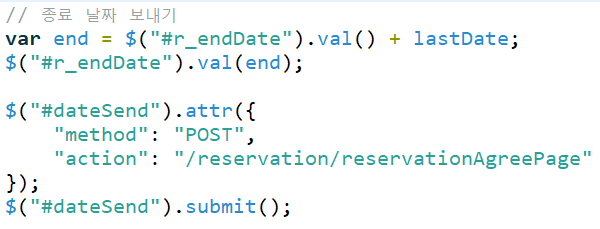 // 종료 날짜 보내기
var end = $("#r_endDate").val() + lastDate;
$("#r_endDate").val(end);

$("#dateSend").attr({
    "method": "POST",
    "action": "/reservation/reservationAgreePage"
});
$("#dateSend").submit();